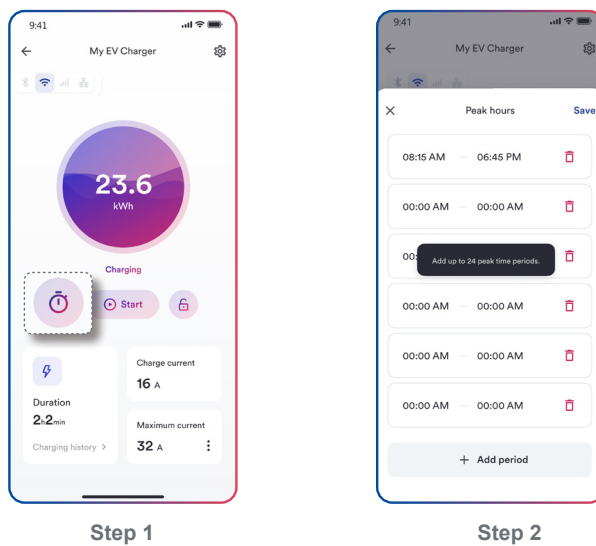 9:41
My EV Charger
23.6
kWh
Charging
Start
Duration
2h2min
Charging history >
Charge current
16 A
Maximum current
32 A
Step 1
9:41
My EV Charger
Peak hours
Save
08:15 AM — 06:45 PM
00:00 AM — 00:00 AM
00:
Add up to 24 peak time periods.
00:00 AM — 00:00 AM
00:00 AM — 00:00 AM
00:00 AM — 00:00 AM
+ Add period
Step 2